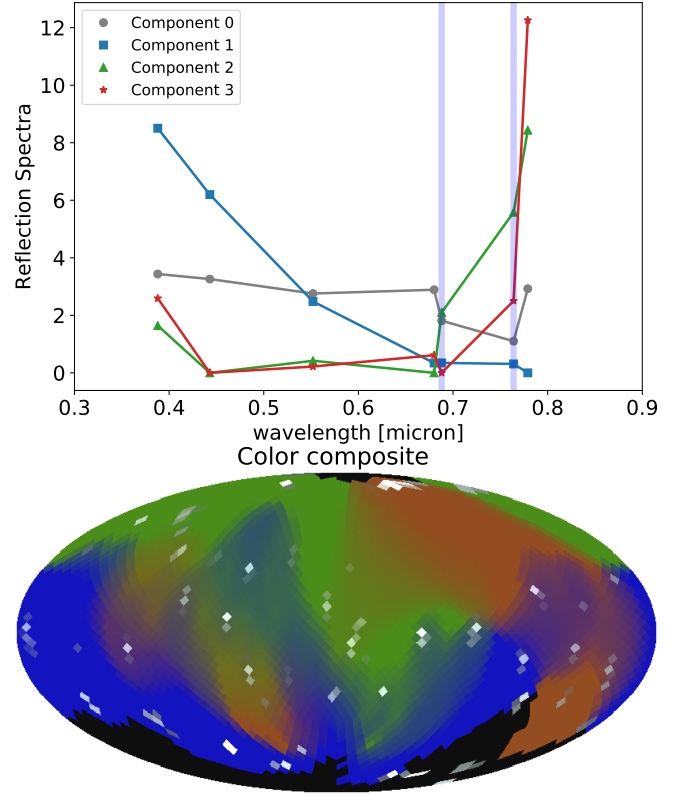 12
10
8
6
4
2
0
Reflection Spectra
Component 0
Component 1
Component 2
Component 3
0.3 0.4 0.5 0.6 0.7 0.8 0.9
wavelength [micron]
Color composite